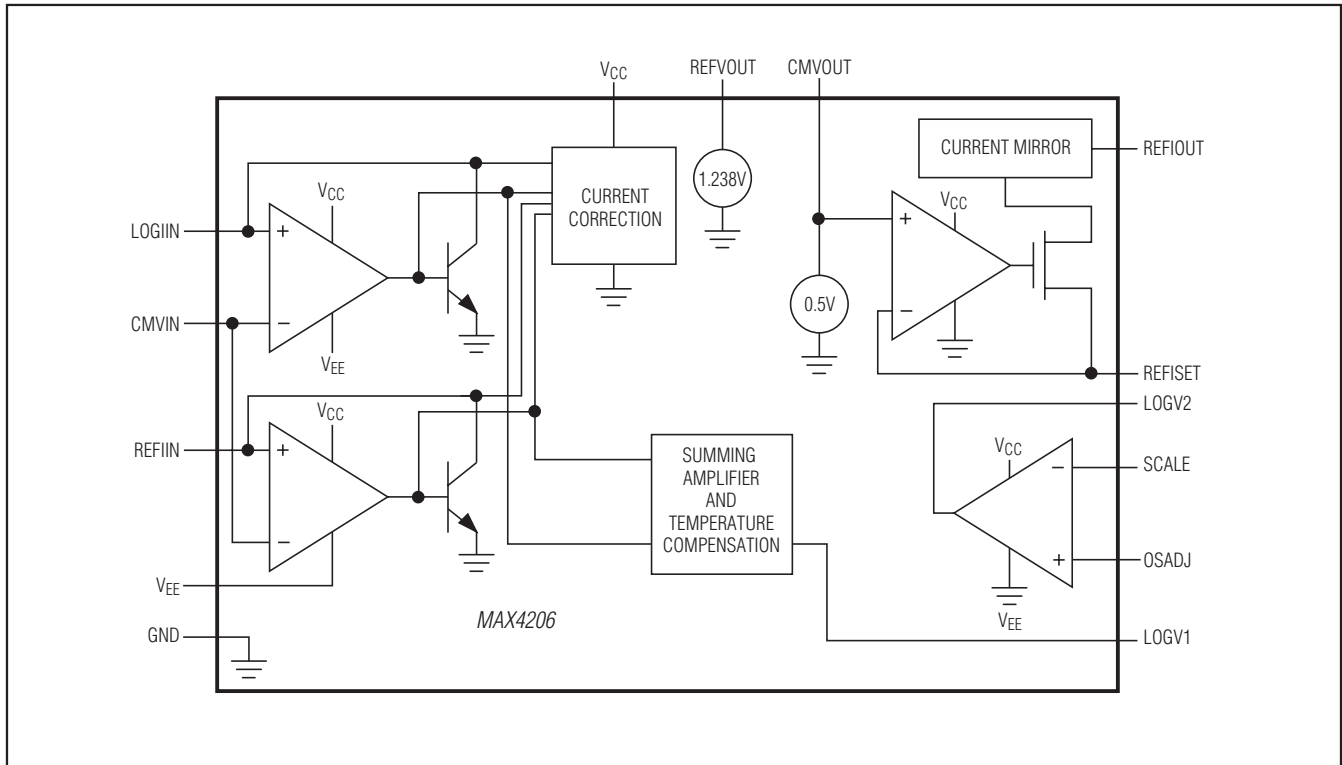 VCC
REFVOUT
CMVOUT
CURRENT MIRROR
REFIOUT
1.238V
CURRENT
CORRECTION
VCC
LOGIIN
+
VCC
+
CMVIN
−
0.5V
−
VEE
REFISET
LOGV2
VCC
REFIIN
+
SUMMING
AMPLIFIER
AND
TEMPERATURE
COMPENSATION
VCC
−
SCALE
−
+
OSADJ
VEE
MAX4206
VEE
GND
LOGV1